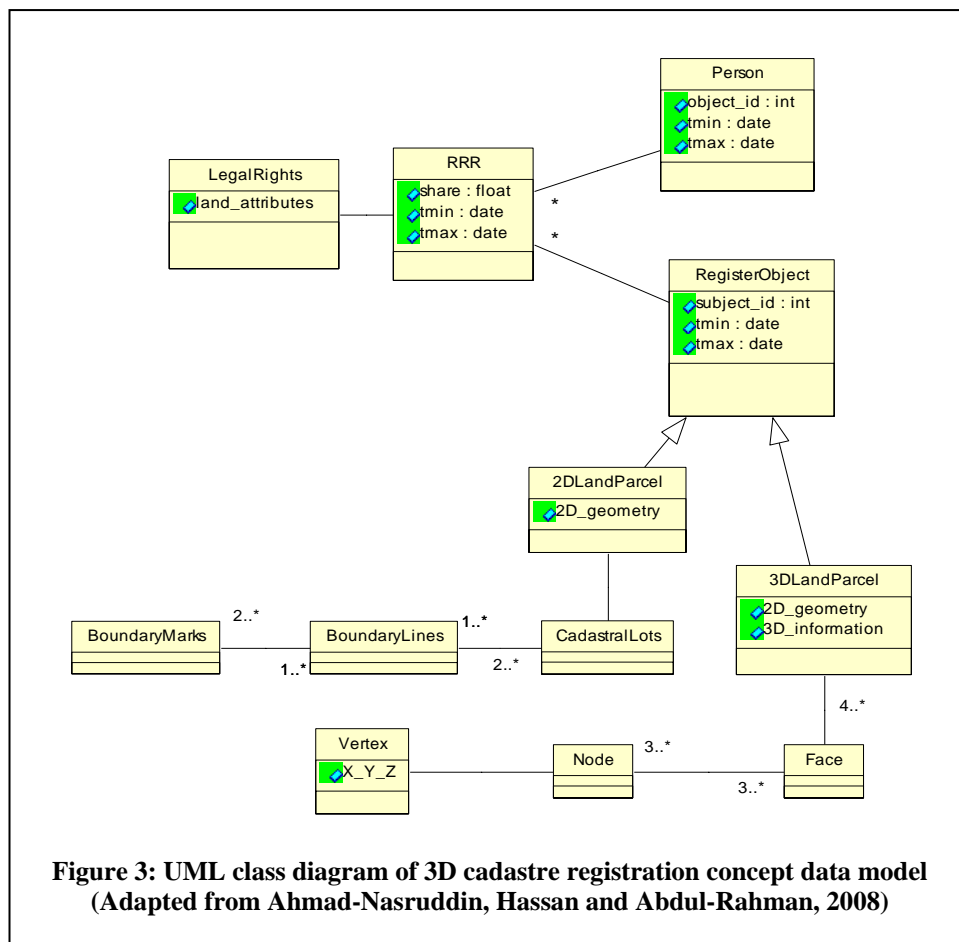 Person
object_id : int
tmin : date
tmax : date
RRR
share : float
tmin : date
tmax : date
LegalRights
land_attributes
*
*
RegisterObject
subject_id : int
tmin : date
tmax : date
2DLandParcel
2D_geometry
3DLandParcel
2D_geometry
3D_information
BoundaryMarks
2..*
1..*
BoundaryLines
1..*
2..*
CadastralLots
4..*
Vertex
X_Y_Z
Node
3..*
3..*
Face
Figure 3: UML class diagram of 3D cadastre registration concept data model
(Adapted from Ahmad-Nasruddin, Hassan and Abdul-Rahman, 2008)